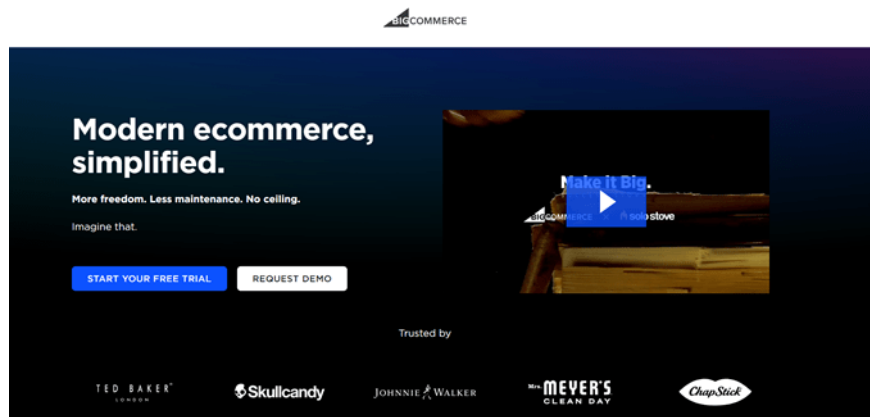 BIGCOMMERCE
Modern ecommerce,
simplified.
More freedom. Less maintenance. No ceiling.
Imagine that.
START YOUR FREE TRIAL
REQUEST DEMO
Make it Big.
BIGCOMMERCE
solo stove
Trusted by
TED BAKER
LONDON
Skullcandy
JOHNNIE WALKER
Mrs. MEYER'S
CLEAN DAY
ChapStick